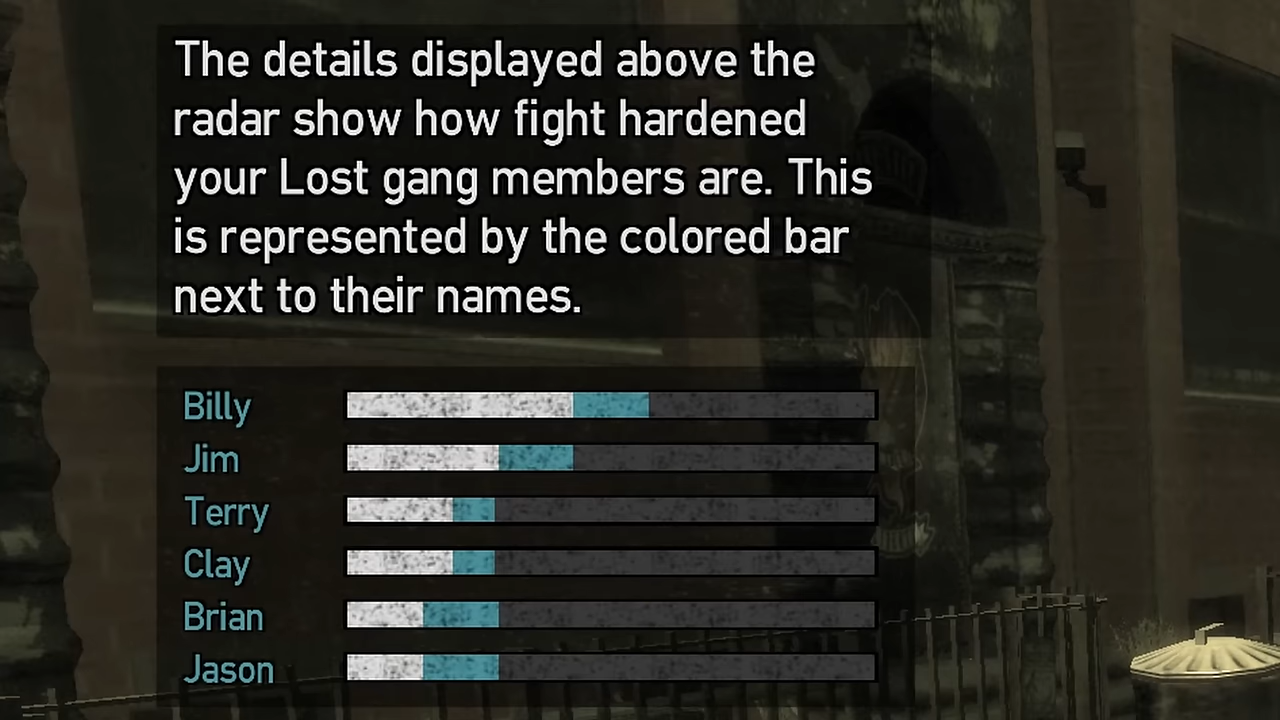 The details displayed above the
radar show how fight hardened
your Lost gang members are. This
is represented by the colored bar
next to their names.
Billy
Jim
Terry
Clay
Brian
Jason